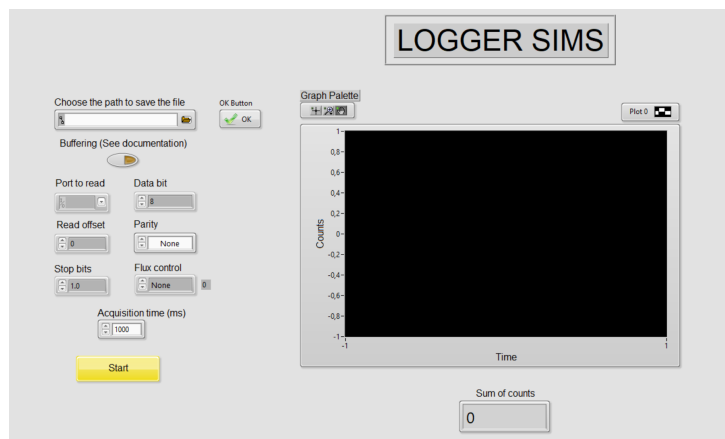 LOGGER SIMS
Choose the path to save the file
OK Button
OK
Buffering (See documentation)
Port to read
Data bit
8
Read offset
Parity
0
None
Stop bits
Flux control
1.0
None
0
Acquisition time (ms)
1000
Start
Graph Palette
Plot 0
1-
0,8-
0,6-
0,4-
0,2-
0-
-0,2-
-0,4-
-0,6-
-0,8-
-1-
Counts
-1
1
Time
Sum of counts
0